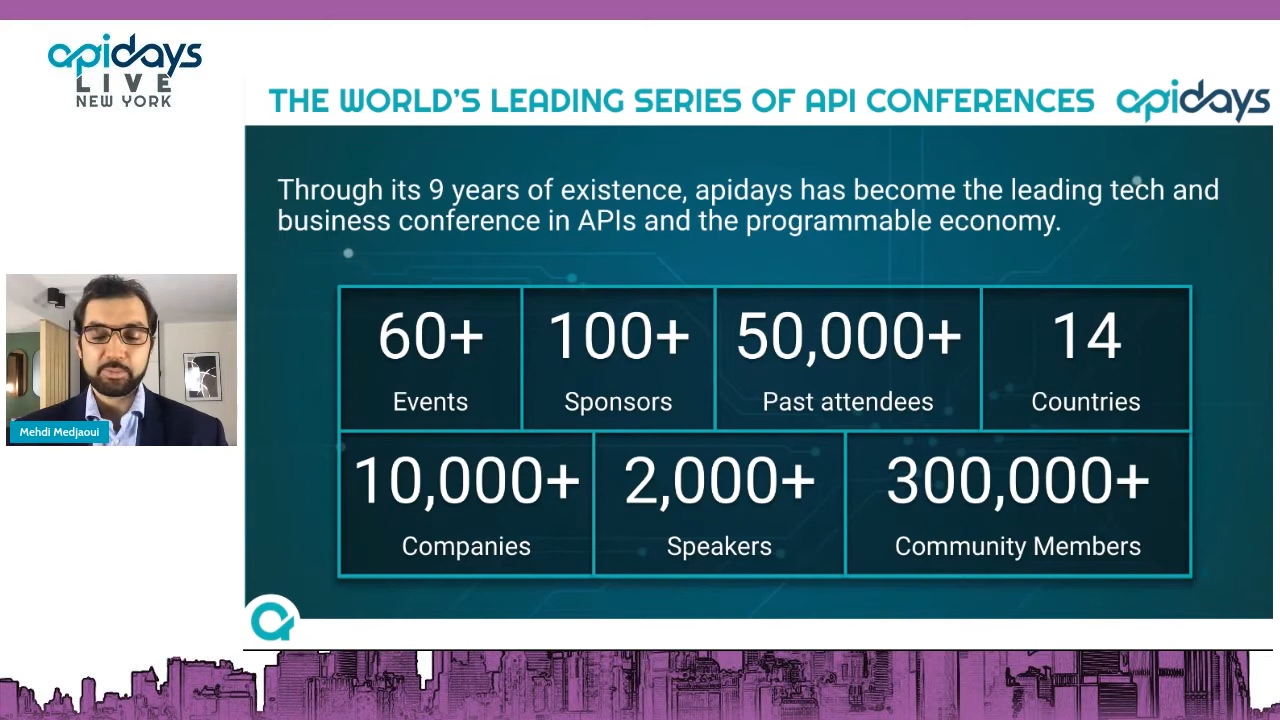 apidays
LIVE
NEW YORK
THE WORLD'S LEADING SERIES OF API CONFERENCES
apidays
Through its 9 years of existence, apidays has become the leading tech and
business conference in APIs and the programmable economy.
60+
Events
100+
Sponsors
50,000+
Past attendees
14
Countries
10,000+
Companies
2,000+
Speakers
300,000+
Community Members
Mehdi Medjaoui